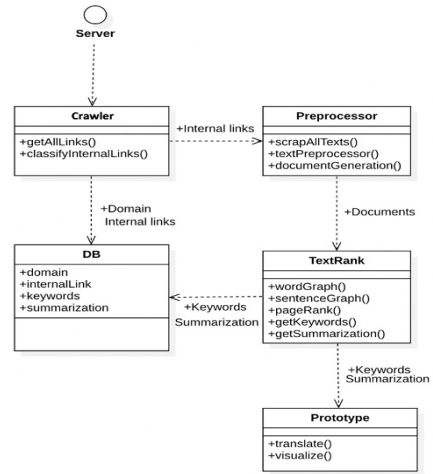 Server
Crawler
+getAllLinks()
+classifyInternalLinks()
+Internal links
Preprocessor
+scrapAllTexts()
+textPreprocessor()
+documentGeneration()
+Domain
Internal links
+Documents
DB
+domain
+internalLink
+keywords
+summarization
+Keywords
Summarization
TextRank
+wordGraph()
+sentenceGraph()
+pageRank()
+getKeywords()
+getSummarization()
+Keywords
Summarization
Prototype
+translate()
+visualize()